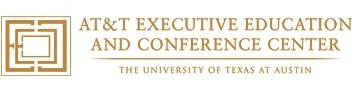 AT&T EXECUTIVE EDUCATION
AND CONFERENCE CENTER
THE UNIVERSITY OF TEXAS AT AUSTIN